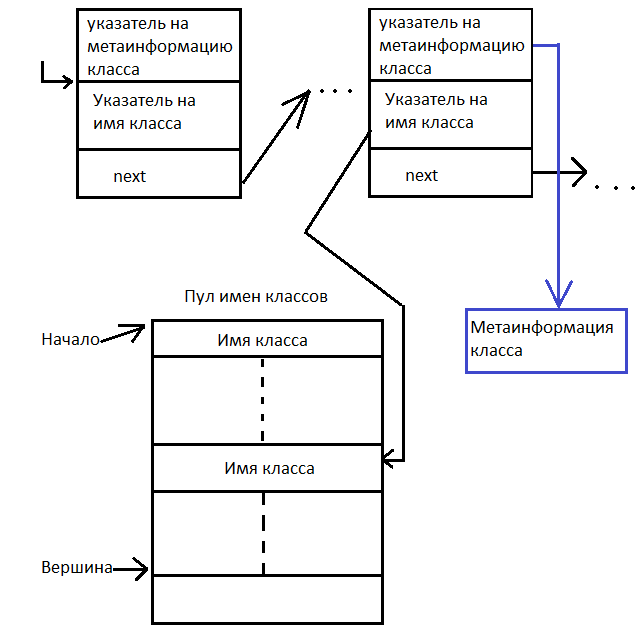 указатель на
метаинформацию
класса
Указатель на
имя класса
next
указатель на
метаинформацию
класса
Указатель на
имя класса
next
Пул имен классов
Начало
Имя класса
Метаинформация
класса
Имя класса
Вершина